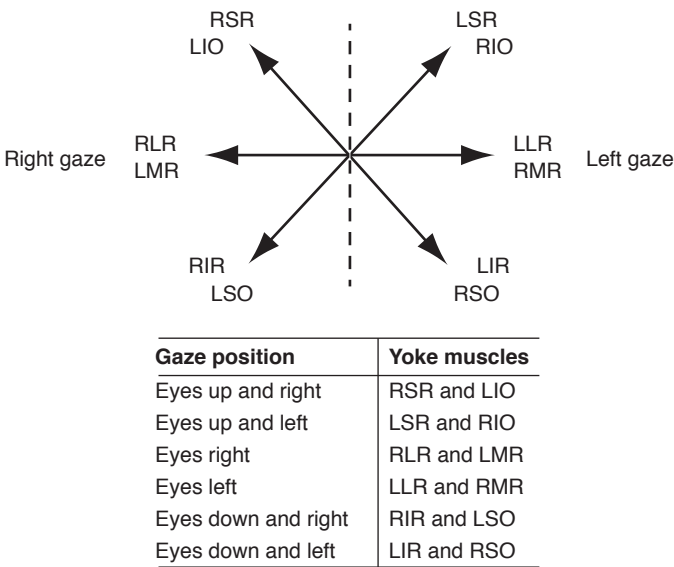 RSR LSR
LIO RIO
Right gaze RLR LLR Left gaze
LMR RMR
RIR LIR
LSO RSO
Gaze position Yoke muscles
Eyes up and right RSR and LIO
Eyes up and left LSR and RIO
Eyes right RLR and LMR
Eyes left LLR and RMR
Eyes down and right RIR and LSO
Eyes down and left LIR and RSO